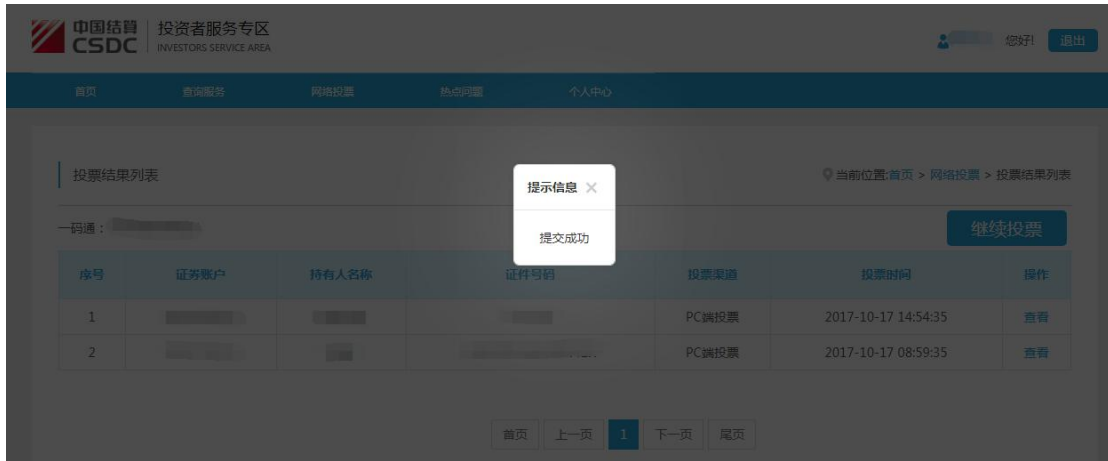 中国结算 投资者服务专区
CSDC INVESTORS SERVICE AREA
您好! 退出
首页 查询服务 网络投票 热点问题 个人中心
投票结果列表 当前位置:首页 > 网络投票 > 投票结果列表
提示信息 ×
提交成功
一码通: 继续投票
序号 证券账户 持有人名称 证件号码 投票渠道 投票时间 操作
1 PC端投票 2017-10-17 14:54:35 查看
2 PC端投票 2017-10-17 08:59:35 查看
首页 上一页 1 下一页 尾页